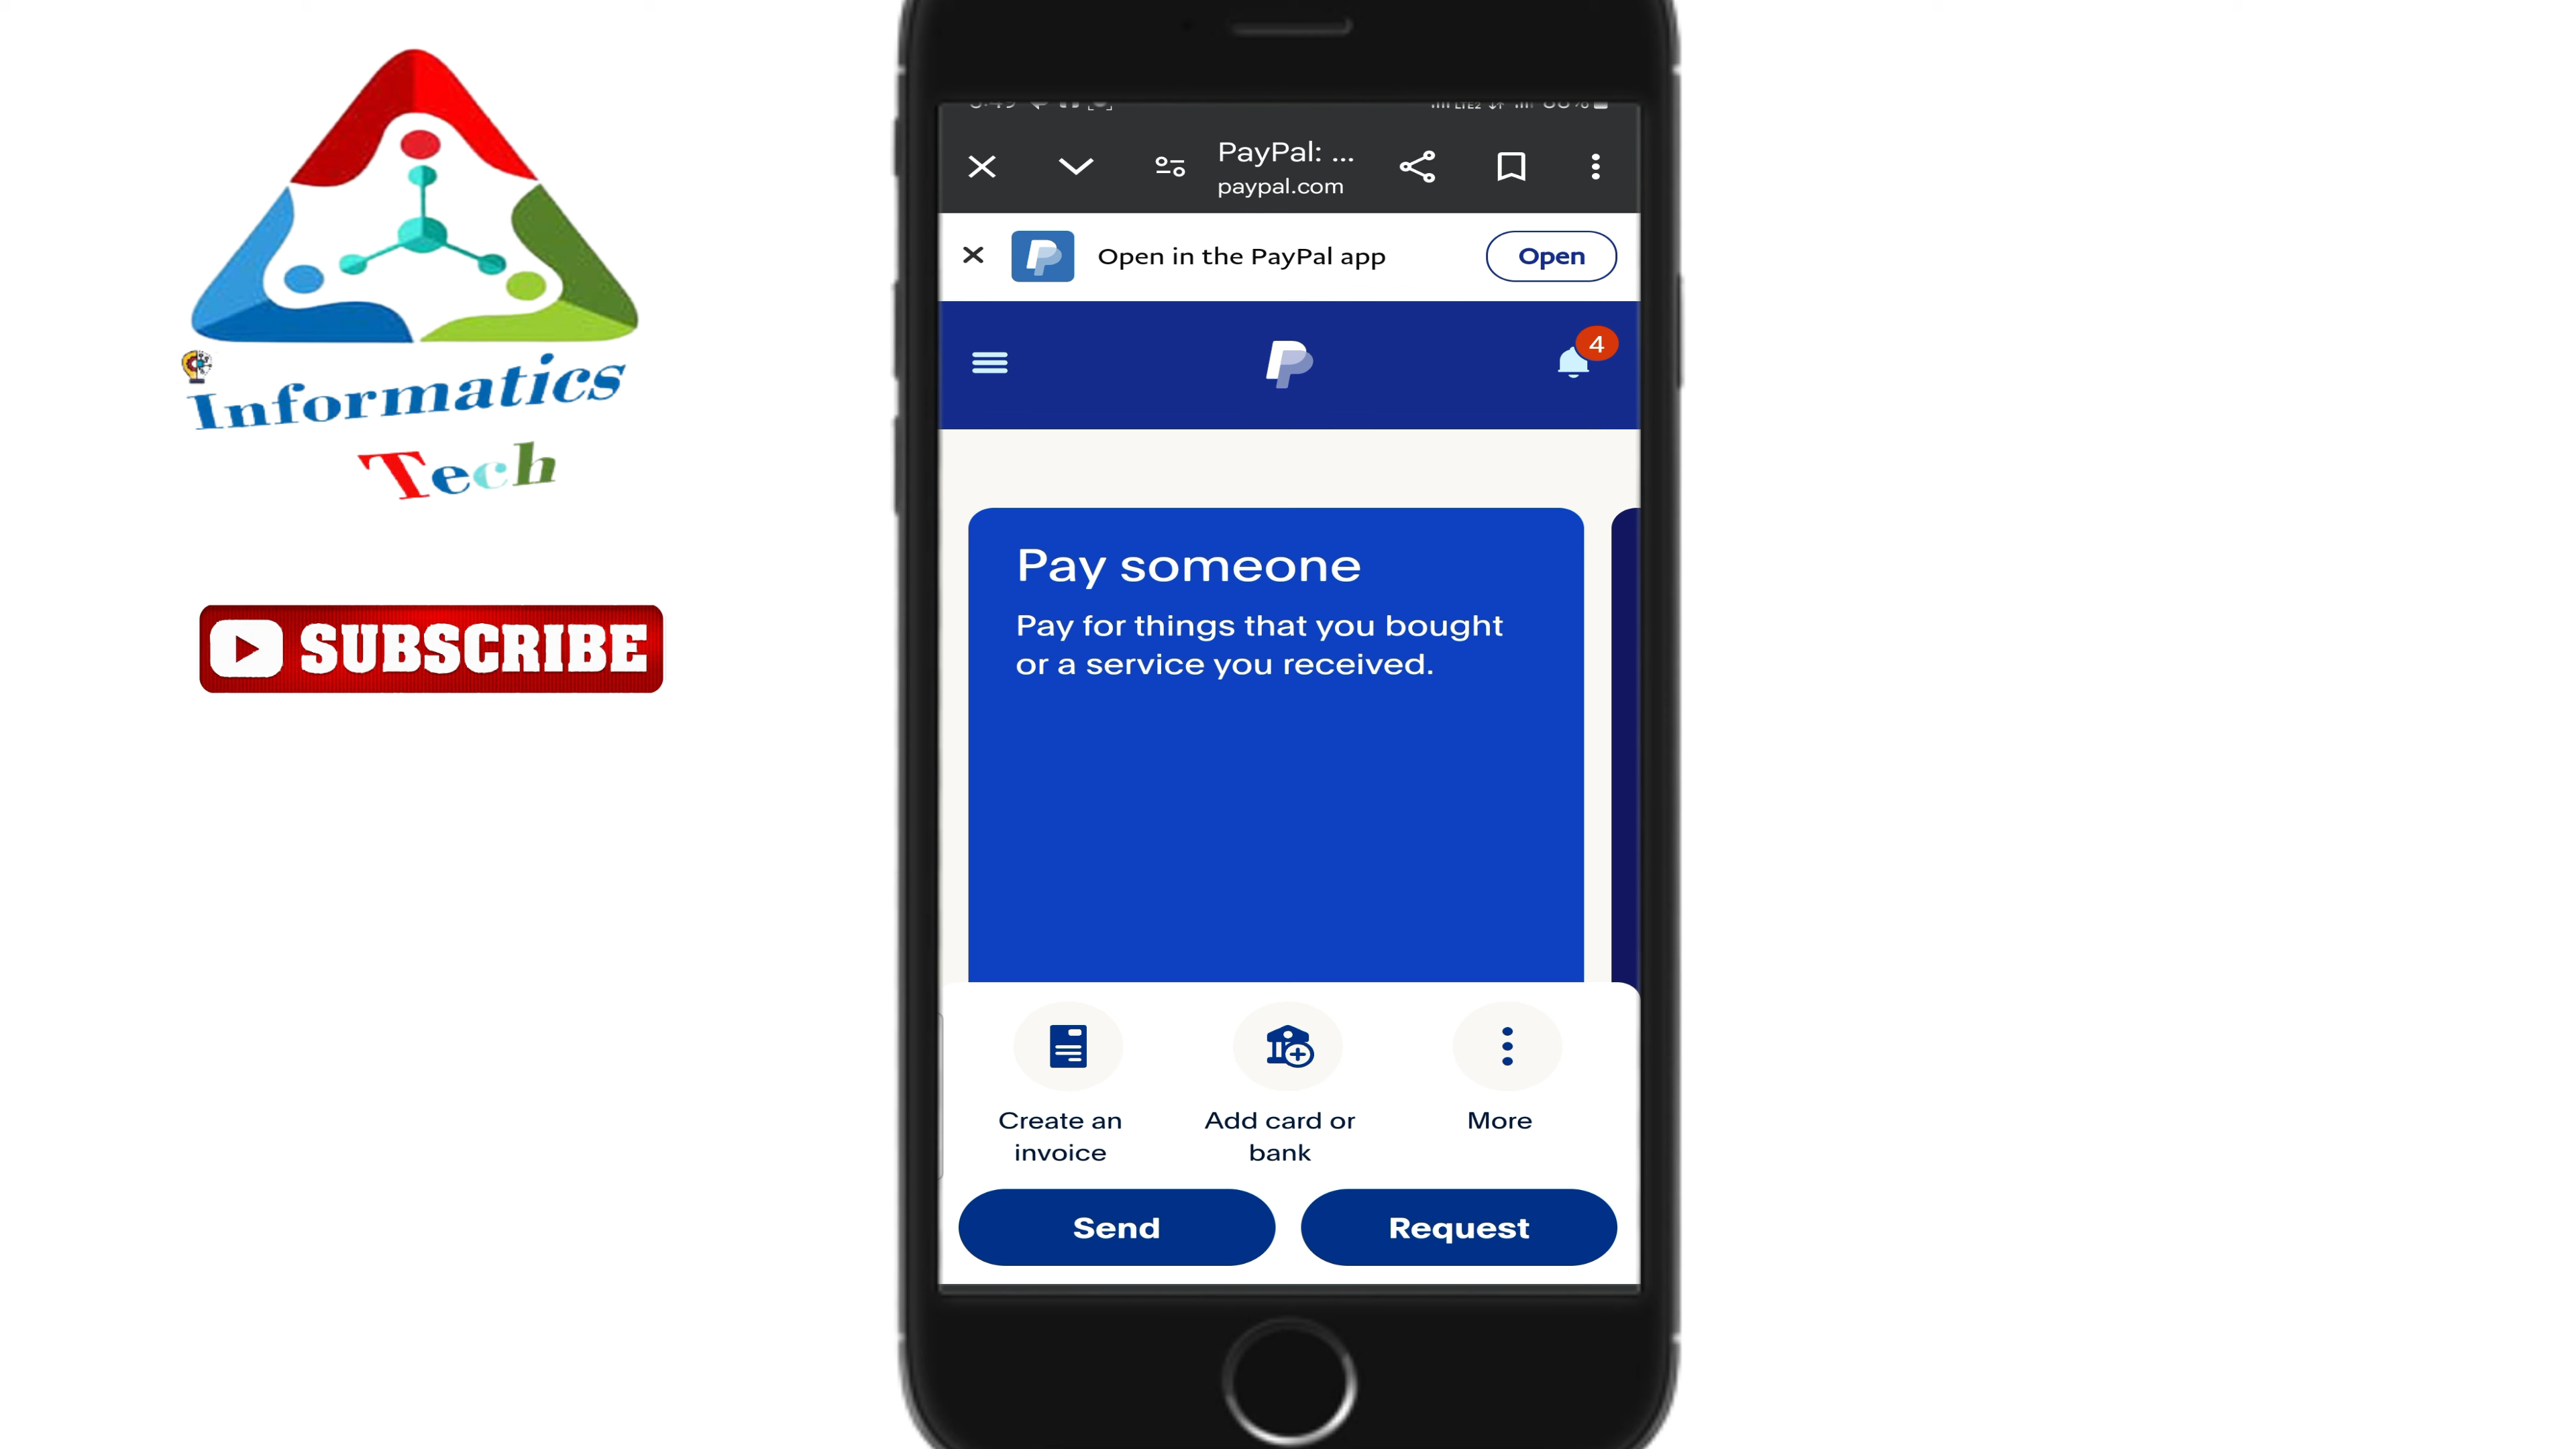 Informatics
Tech
SUBSCRIBE
PayPal: ...
paypal.com
Open in the PayPal app
Open
4
Pay someone
Pay for things that you bought
or a service you received.
Create an
invoice
Add card or
bank
More
Send
Request